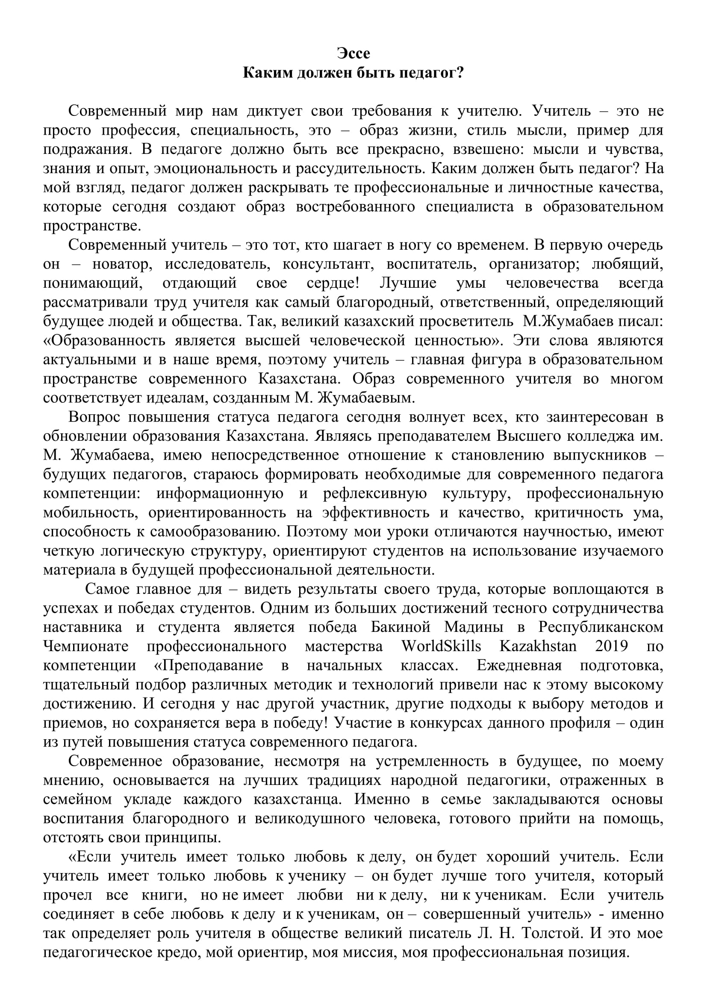 Эссе
Каким должен быть педагог?
Современный мир нам диктует свои требования к учителю. Учитель – это не
просто профессия, специальность, это – образ жизни, стиль мысли, пример для
подражания. В педагоге должно быть все прекрасно, взвешено: мысли и чувства,
знания и опыт, эмоциональность и рассудительность. Каким должен быть педагог? На
мой взгляд, педагог должен раскрывать те профессиональные и личностные качества,
которые сегодня создают образ востребованного специалиста в образовательном
пространстве.
Современный учитель – это тот, кто шагает в ногу со временем. В первую очередь
он – новатор, исследователь, консультант, воспитатель, организатор; любящий,
понимающий, отдающий свое сердце! Лучшие умы человечества всегда
рассматривали труд учителя как самый благородный, ответственный, определяющий
будущее людей и общества. Так, великий казахский просветитель М.Жумабаев писал:
«Образованность является высшей человеческой ценностью». Эти слова являются
актуальными и в наше время, поэтому учитель – главная фигура в образовательном
пространстве современного Казахстана. Образ современного учителя во многом
соответствует идеалам, созданным М. Жумабаевым.
Вопрос повышения статуса педагога сегодня волнует всех, кто заинтересован в
обновлении образования Казахстана. Являясь преподавателем Высшего колледжа им.
М. Жумабаева, имею непосредственное отношение к становлению выпускников –
будущих педагогов, стараюсь формировать необходимые для современного педагога
компетенции: информационную и рефлексивную культуру, профессиональную
мобильность, ориентированность на эффективность и качество, критичность ума,
способность к самообразованию. Поэтому мои уроки отличаются научностью, имеют
четкую логическую структуру, ориентируют студентов на использование изучаемого
материала в будущей профессиональной деятельности.
Самое главное для – видеть результаты своего труда, которые воплощаются в
успехах и победах студентов. Одним из больших достижений тесного сотрудничества
наставника и студента является победа Бакиной Мадины в Республиканском
Чемпионате профессионального мастерства WorldSkills Kazakhstan 2019 по
компетенции «Преподавание в начальных классах. Ежедневная подготовка,
тщательный подбор различных методик и технологий привели нас к этому высокому
достижению. И сегодня у нас другой участник, другие подходы к выбору методов и
приемов, но сохраняется вера в победу! Участие в конкурсах данного профиля – один
из путей повышения статуса современного педагога.
Современное образование, несмотря на устремленность в будущее, по моему
мнению, основывается на лучших традициях народной педагогики, отраженных в
семейном укладе каждого казахстанца. Именно в семье закладываются основы
воспитания благородного и великодушного человека, готового прийти на помощь,
отстоять свои принципы.
«Если учитель имеет только любовь к делу, он будет хороший учитель. Если
учитель имеет только любовь к ученику – он будет лучше того учителя, который
прочел все книги, но не имеет любви ни к делу, ни к ученикам. Если учитель
соединяет в себе любовь к делу и к ученикам, он – совершенный учитель» - именно
так определяет роль учителя в обществе великий писатель Л. Н. Толстой. И это мое
педагогическое кредо, мой ориентир, моя миссия, моя профессиональная позиция.